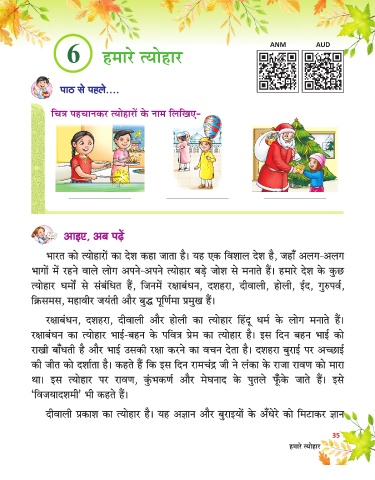 ANM AUD
6 हमारे त्योहार
पाठ से पहले....
चित्र पहचानकर त्योहारों के नाम लिखिए–
आइए, अब पढ़ें
भारत को त्योहारों का देश कहा जाता है। यह एक विशाल देश है, जहाँ अलग-अलग
भागों में रहने वाले लोग अपने-अपने त्योहार बड़े जोश से मनाते हैं। हमारे देश के कुछ
त्योहार धर्मों से संबंधित हैं, जिनमें रक्षाबंधन, दशहरा, दीवाली, होली, ईद, गुरुपर्व,
क्रिसमस, महावीर जयंती और बुद्ध पूर्णिमा प्रमुख हैं।
रक्षाबंधन, दशहरा, दीवाली और होली का त्योहार हिंदू धर्म के लोग मनाते हैं।
रक्षाबंधन का त्योहार भाई-बहन के पवित्र प्रेम का त्योहार है। इस दिन बहन भाई को
राखी बाँधती है और भाई उसकी रक्षा करने का वचन देता है। दशहरा बुराई पर अच्छाई
की जीत को दर्शाता है। कहते हैं कि इस दिन रामचंद्र जी ने लंका के राजा रावण को मारा
था। इस त्योहार पर रावण, कुंभकर्ण और मेघनाद के पुतले फूँके जाते हैं। इसे
‘विजयादशमी’ भी कहते हैं।
दीवाली प्रकाश का त्योहार है। यह अज्ञान और बुराइयों के अँधेरे को मिटाकर ज्ञान
35
हमारे त्योहार